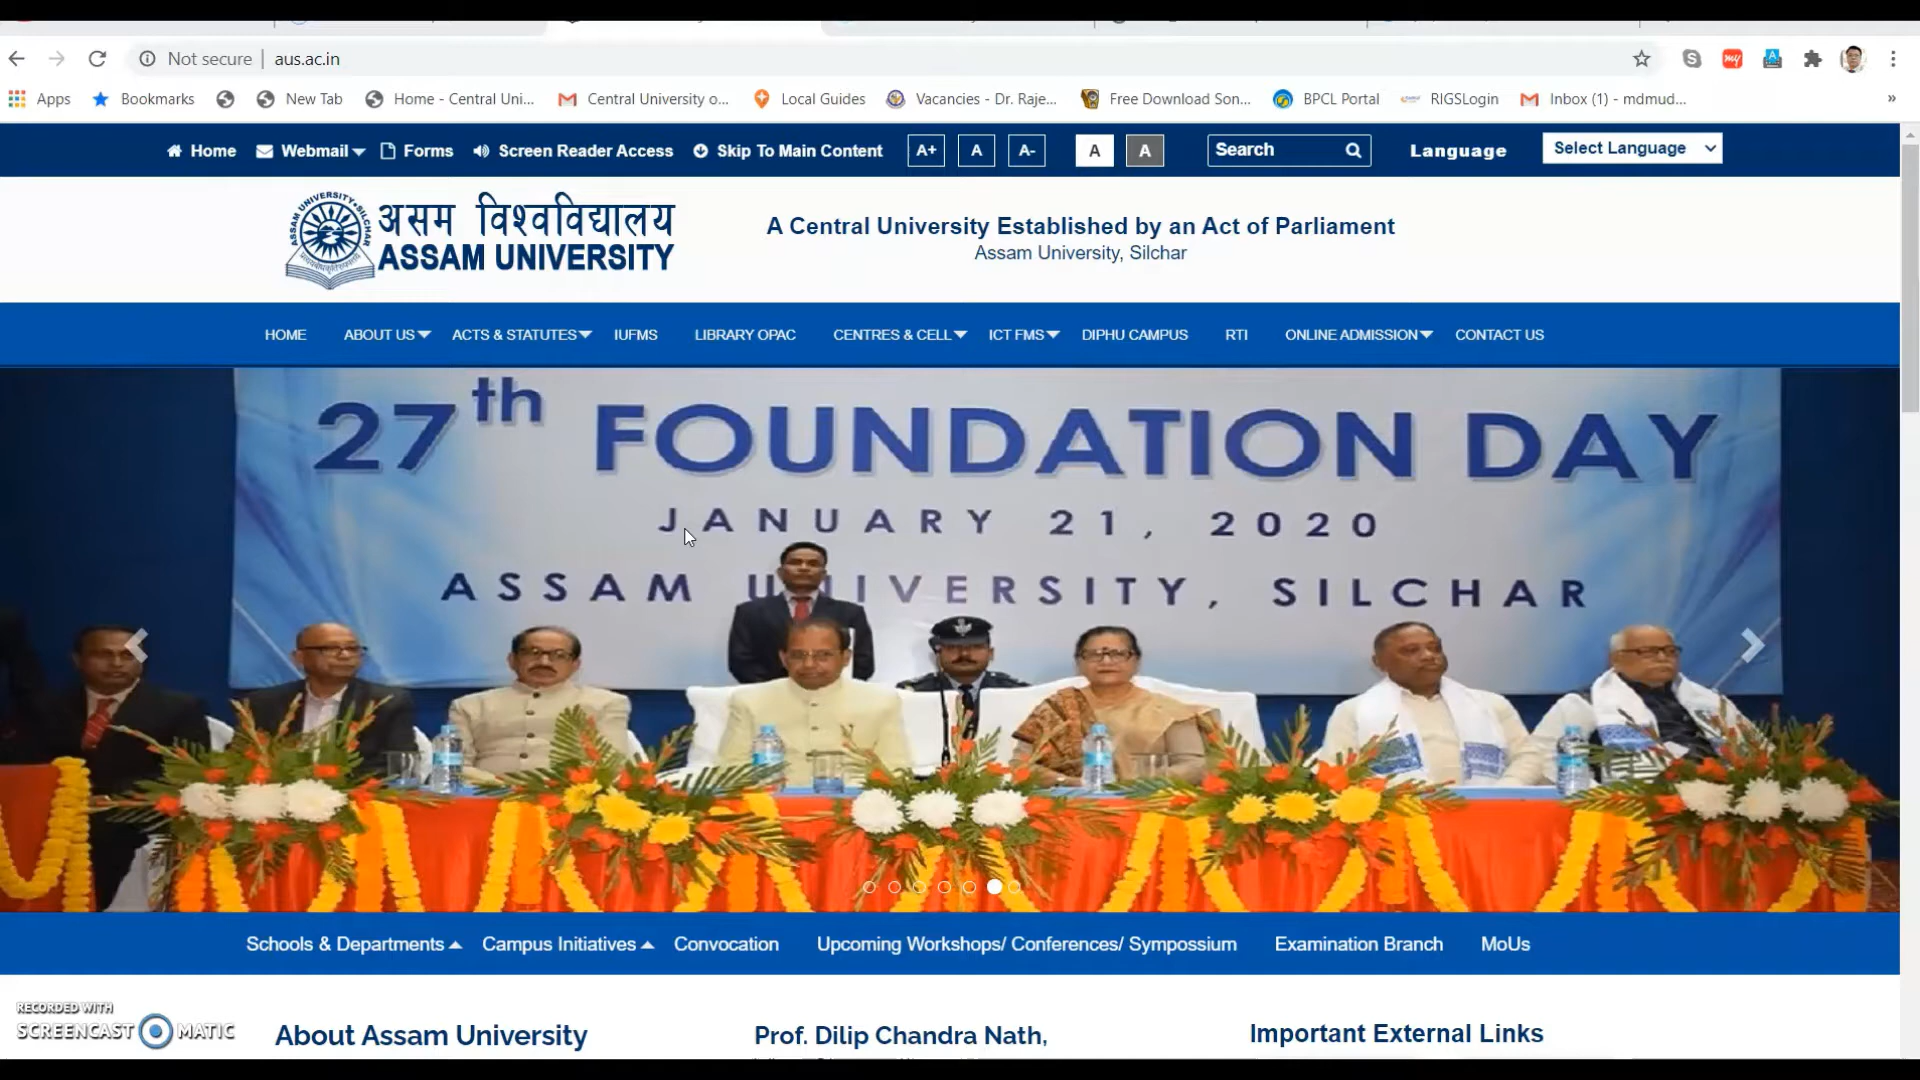 Not secure | aus.ac.in
Apps Bookmarks New Tab Home - Central Uni... Central University o... Local Guides Vacancies - Dr. Raje... Free Download Son... BPCL Portal RIGSLogin Inbox (1) - mdmud... »
Home Webmail Forms Screen Reader Access Skip To Main Content A+ A A- A A Search Language Select Language
असम विश्वविद्यालय
ASSAM UNIVERSITY
A Central University Established by an Act of Parliament
Assam University, Silchar
HOME ABOUT US ACTS & STATUTES IUFMS LIBRARY OPAC CENTRES & CELL ICT FMS DIPHU CAMPUS RTI ONLINE ADMISSION CONTACT US
27th FOUNDATION DAY
JANUARY 21, 2020
ASSAM UNIVERSITY, SILCHAR
Schools & Departments Campus Initiatives Convocation Upcoming Workshops/ Conferences/ Sympossium Examination Branch MoUs
RECORDED WITH
SCREENCAST MATIC
About Assam University Prof. Dilip Chandra Nath, Important External Links